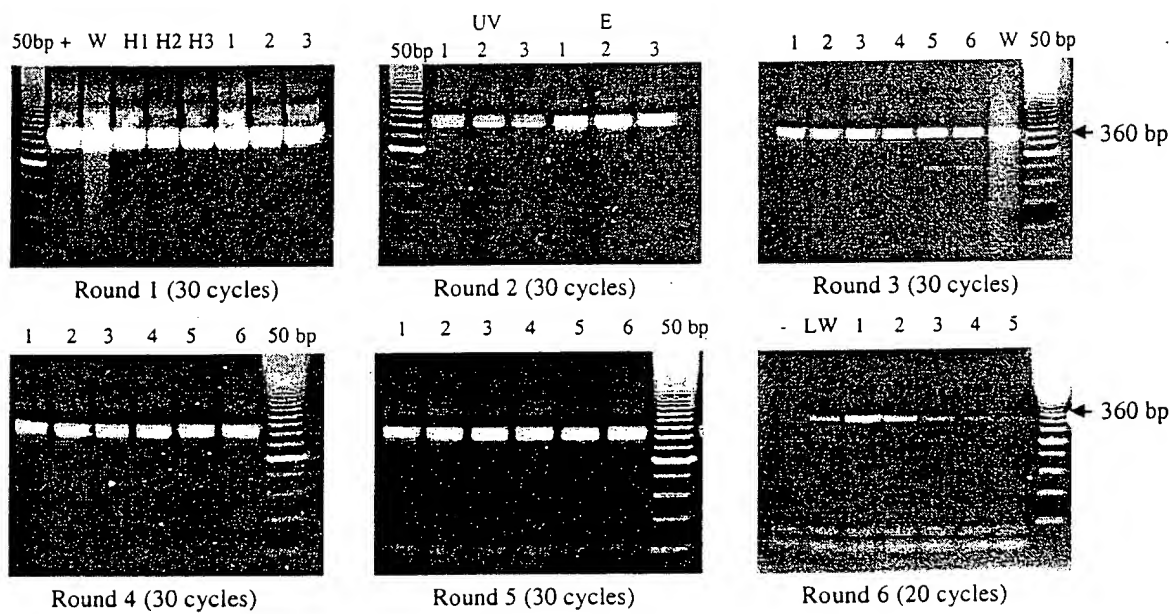 UV E
50bp + W H1 H2 H3 1 2 3
50bp 1 2 3 1 2 3
1 2 3 4 5 6 W 50 bp
360 bp
Round 1 (30 cycles)
Round 2 (30 cycles)
Round 3 (30 cycles)
1 2 3 4 5 6 50 bp
1 2 3 4 5 6 50 bp
- LW 1 2 3 4 5
360 bp
Round 4 (30 cycles)
Round 5 (30 cycles)
Round 6 (20 cycles)